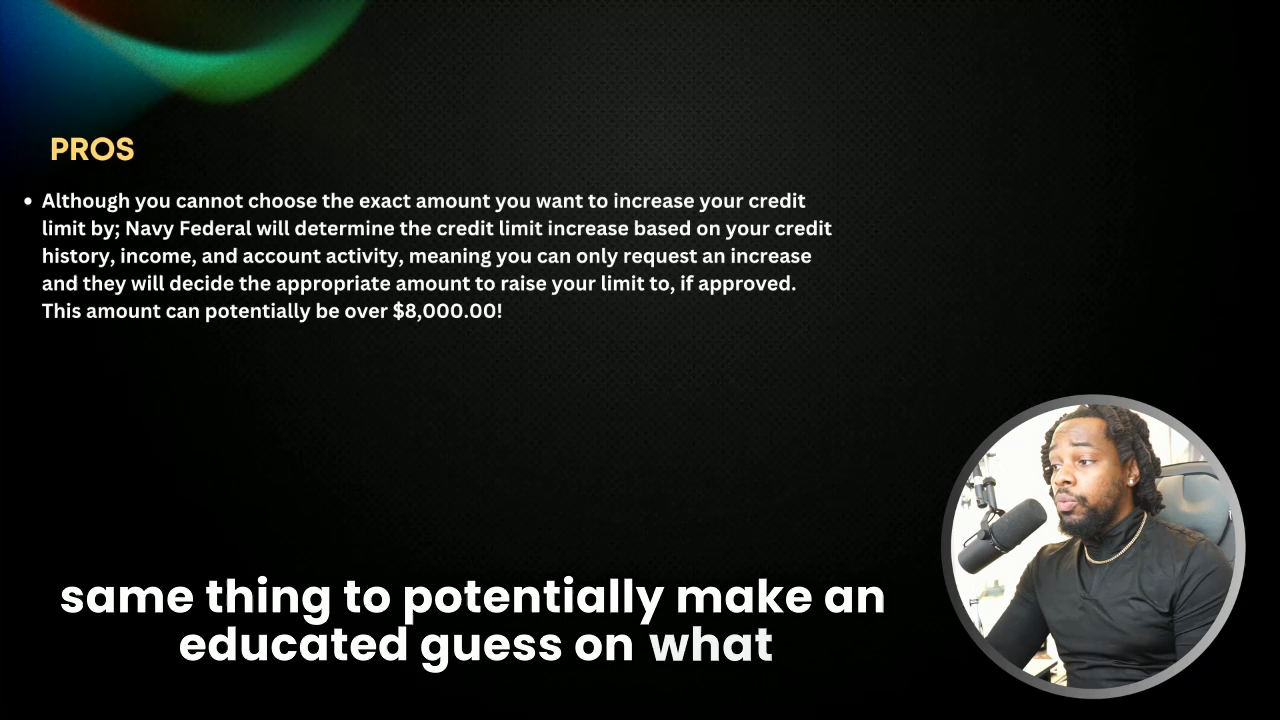 PROS
• Although you cannot choose the exact amount you want to increase your credit
limit by; Navy Federal will determine the credit limit increase based on your credit
history, income, and account activity, meaning you can only request an increase
and they will decide the appropriate amount to raise your limit to, if approved.
This amount can potentially be over $8,000.00!
same thing to potentially make an
educated guess on what